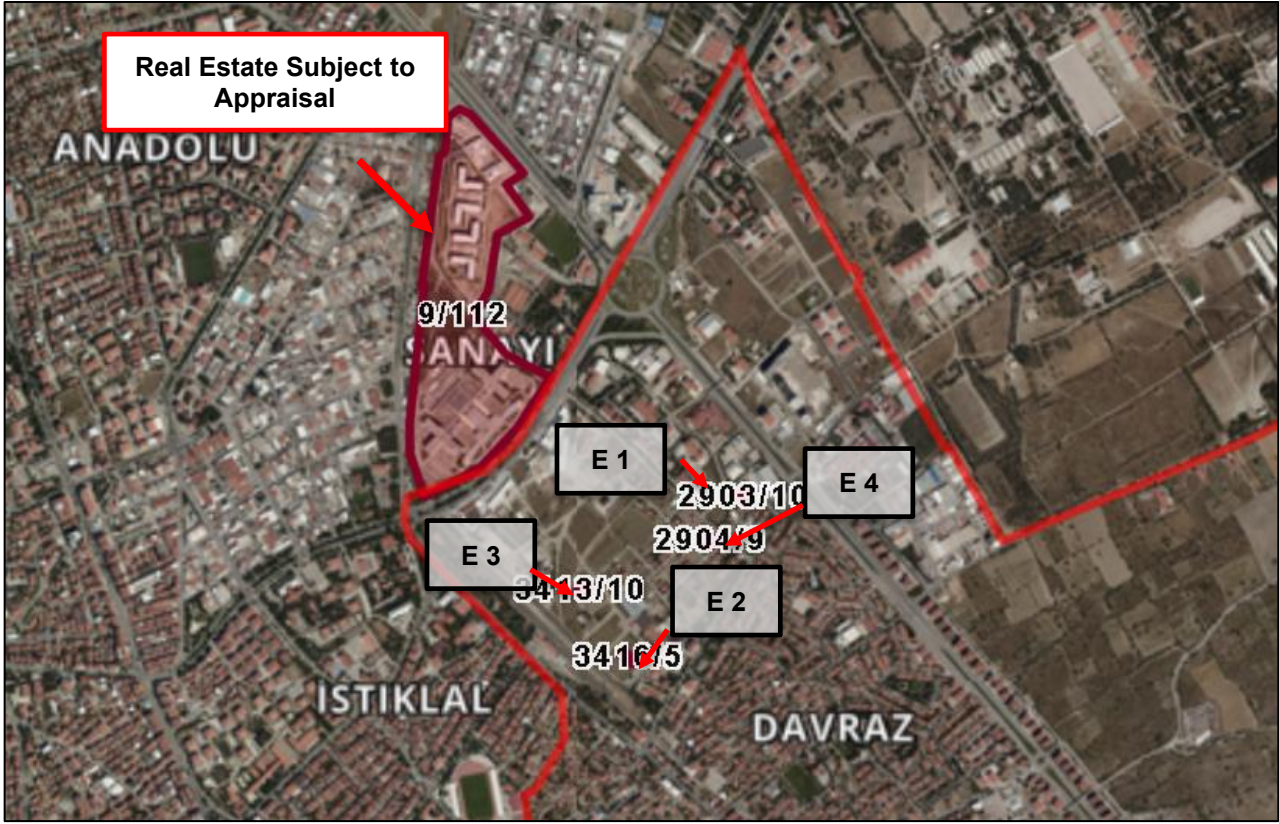 Real Estate Subject to
Appraisal
ANADOLU
9/112
SANAYI
E 1
2903/10
E 4
2904/9
E 3
3413/10
E 2
3416/5
ISTIKLAL
DAVRAZ